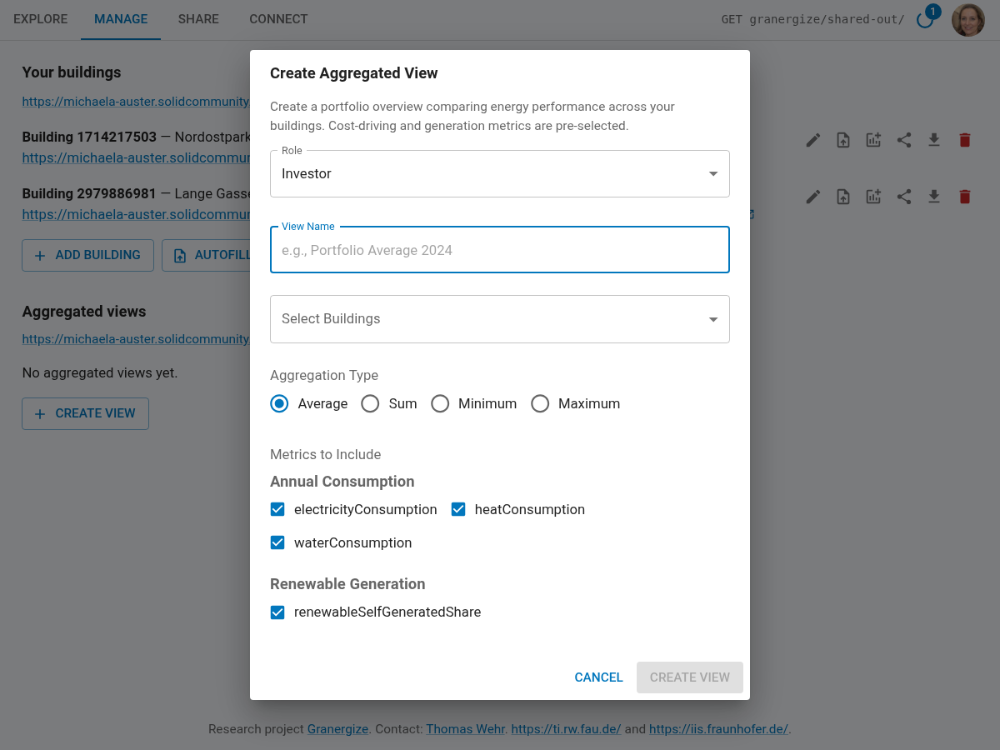 EXPLORE MANAGE SHARE CONNECT GET granergize/shared-out/ 1
Your buildings
https://michaela-auster.solidcommunity.
Building 1714217503 — Nordostpark
https://michaela-auster.solidcommu
Building 2979886981 — Lange Gasse
https://michaela-auster.solidcommu
ADD BUILDING AUTOFILL
Aggregated views
https://michaela-auster.solidcommunity.
No aggregated views yet.
CREATE VIEW
Create Aggregated View
Create a portfolio overview comparing energy performance across your
buildings. Cost-driving and generation metrics are pre-selected.
Role
Investor
View Name
e.g., Portfolio Average 2024
Select Buildings
Aggregation Type
Average Sum Minimum Maximum
Metrics to Include
Annual Consumption
electricityConsumption heatConsumption
waterConsumption
Renewable Generation
renewableSelfGeneratedShare
CANCEL CREATE VIEW
Research project Granergize. Contact: Thomas Wehr. https://ti.rw.fau.de/ and https://iis.fraunhofer.de/.